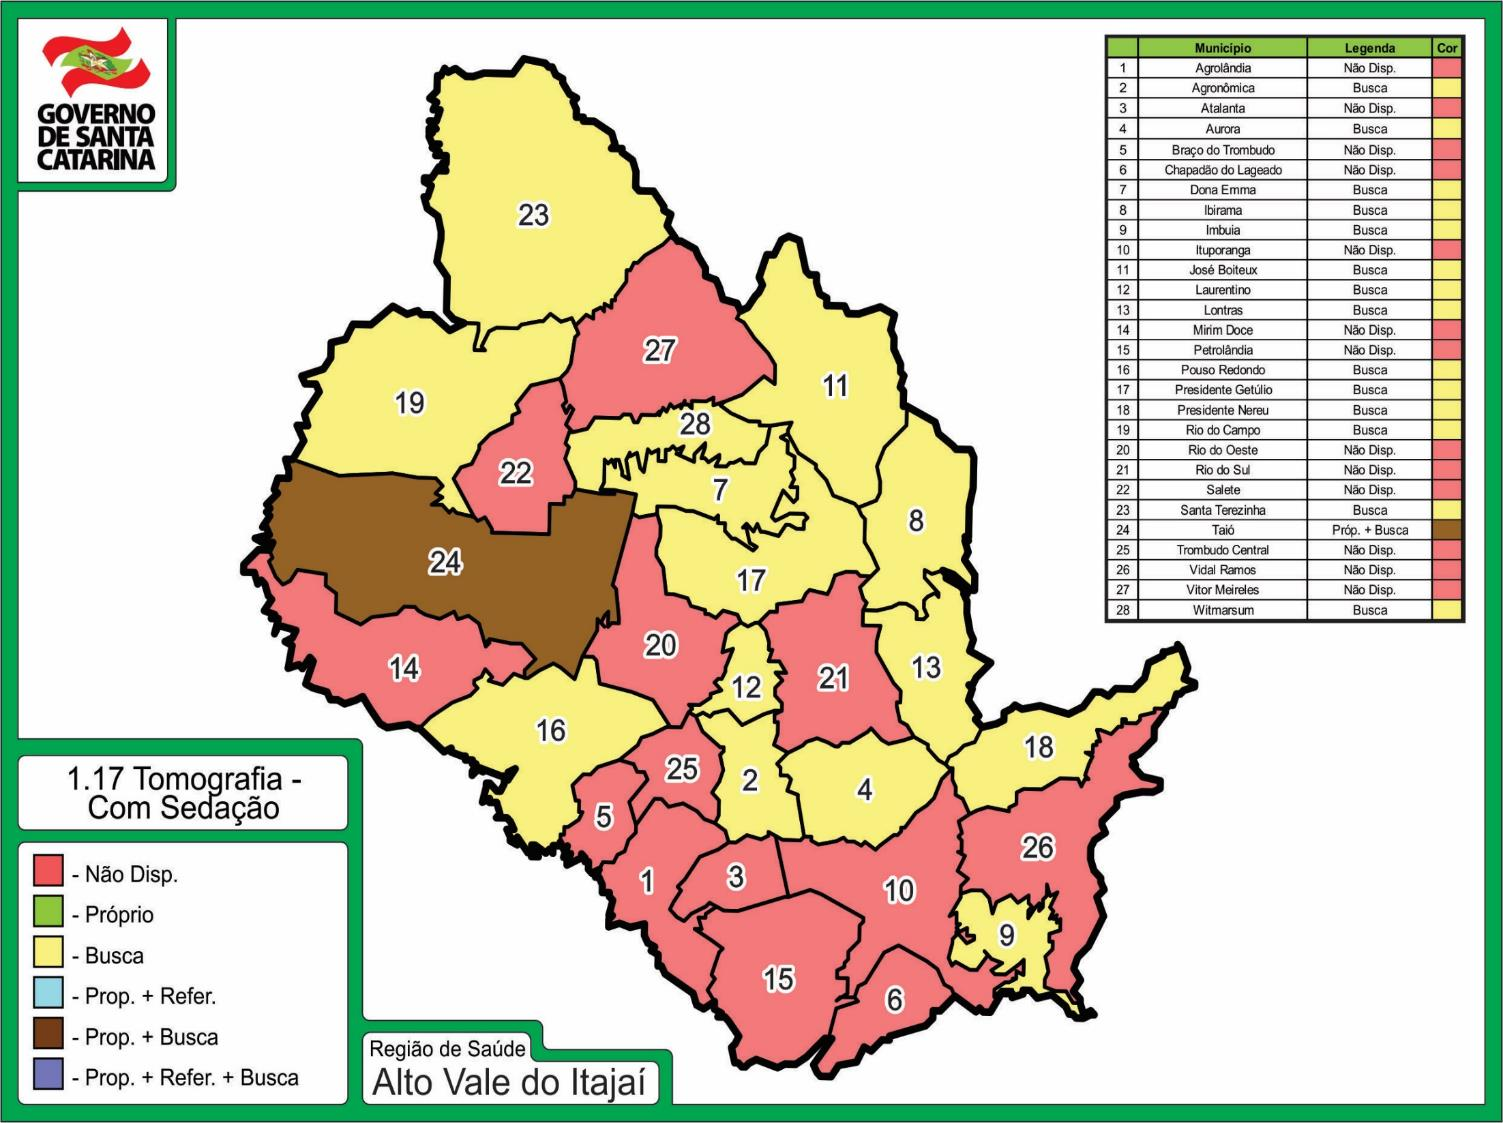 GOVERNO
DE SANTA
CATARINA
Município Legenda Cor
1 Agrolândia Não Disp.
2 Agronômica Busca
3 Atalanta Não Disp.
4 Aurora Busca
5 Braço do Trombudo Não Disp.
6 Chapadão do Lageado Não Disp.
7 Dona Emma Busca
8 Ibirama Busca
9 Imbuia Busca
10 Ituporanga Não Disp.
11 José Boiteux Busca
12 Laurentino Busca
13 Lontras Busca
14 Mirim Doce Não Disp.
15 Petrolândia Não Disp.
16 Pouso Redondo Busca
17 Presidente Getúlio Busca
18 Presidente Nereu Busca
19 Rio do Campo Busca
20 Rio do Oeste Não Disp.
21 Rio do Sul Não Disp.
22 Salete Não Disp.
23 Santa Terezinha Busca
24 Taió Próp. + Busca
25 Trombudo Central Não Disp.
26 Vidal Ramos Não Disp.
27 Vitor Meireles Não Disp.
28 Witmarsum Busca
23
27
11
19
28
22
7
8
24
17
20
14
12
21
13
16
18
25
2
4
5
26
1
3
10
9
15
6
1.17 Tomografia -
Com Sedação
- Não Disp.
- Próprio
- Busca
- Prop. + Refer.
- Prop. + Busca
- Prop. + Refer. + Busca
Região de Saúde
Alto Vale do Itajaí